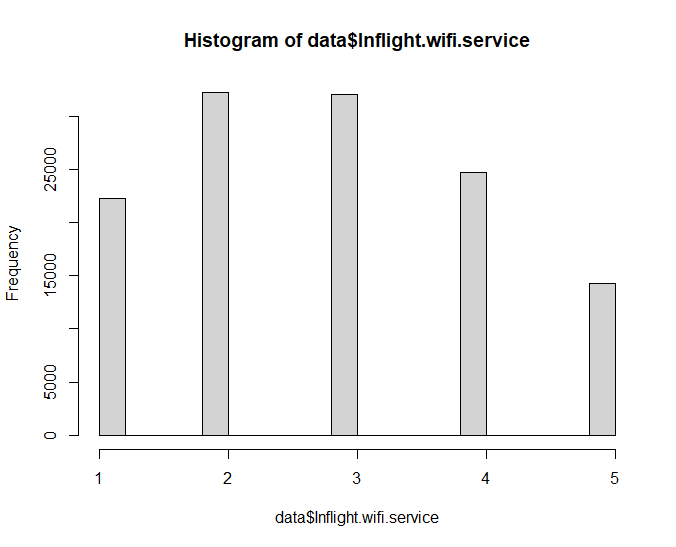 Histogram of data$Inflight.wifi.service
Frequency
0
5000
15000
25000
1 2 3 4 5
data$Inflight.wifi.service